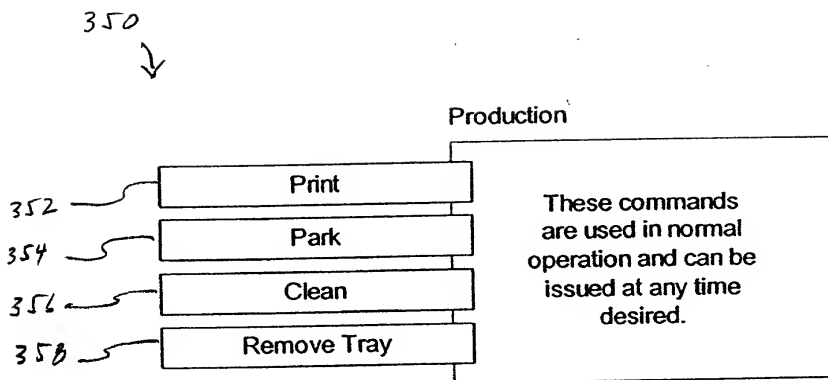 350
Production
352
Print
354
Park
356
Clean
358
Remove Tray
These commands
are used in normal
operation and can be
issued at any time
desired.